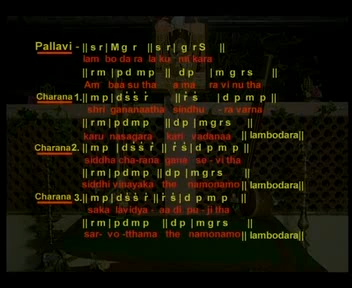 Pallavi - || s r | M g r || s r | g r S ||
lam bo da ra la ku mi kara
|| r m | p d m p || d p | m g r s
Am baa su tha a ma ra vi nu tha
Charana 1. || m p | d ṡ ṡ ṙ || ṙ ṡ | d p m p
shri gananaatha sindhu - ra varna
|| r m | p d m p || d p | m g r s
karu nasagara kari vadanaa || lambodara ||
Charana 2. || m p | d ṡ ṡ ṙ || ṙ ṡ | d p m p
siddha cha-rana gana se - vi tha
|| r m | p d m p || d p | m g r s
siddhi vinayaka the namonamo || lambodara ||
Charana 3. || m p | d ṡ ṡ ṙ || ṙ ṡ | d p m p
saka lavidya - aa di pu - ji tha
|| r m | p d m p || d p | m g r s ||
sar- vo -tthama the namonamo || lambodara ||